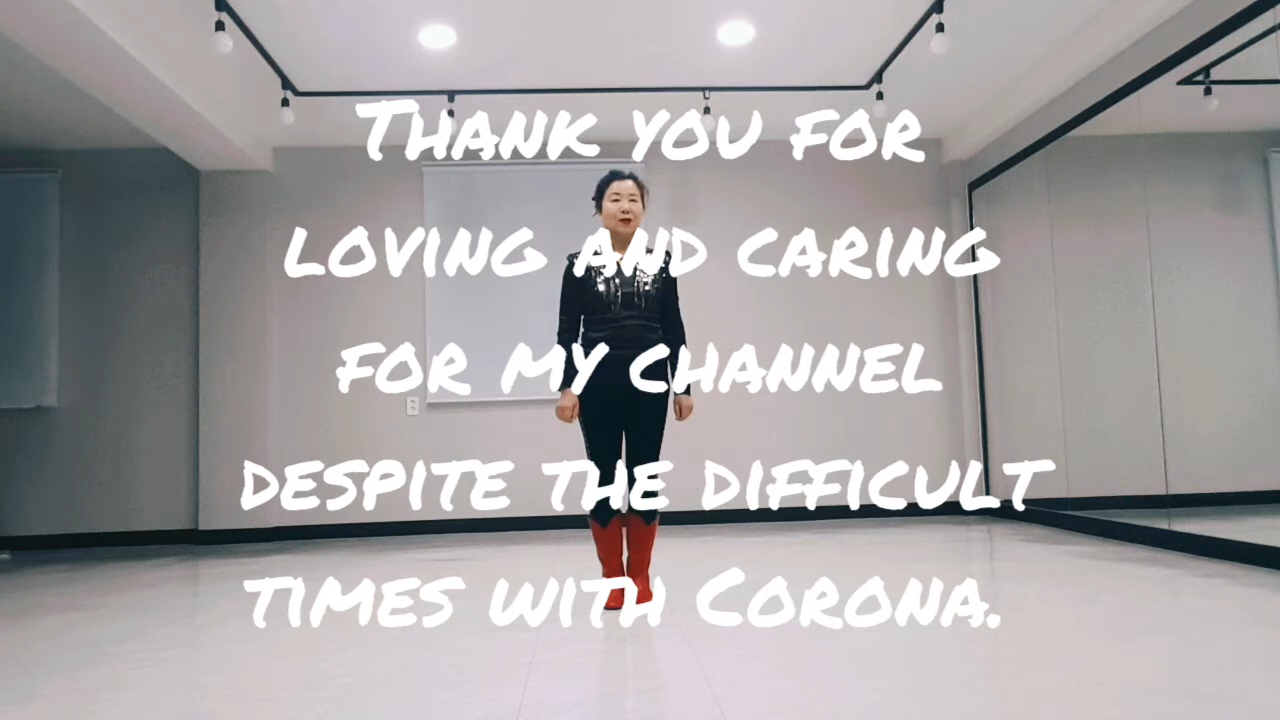 Thank you for
loving and caring
for my channel
despite the difficult
times with Corona.